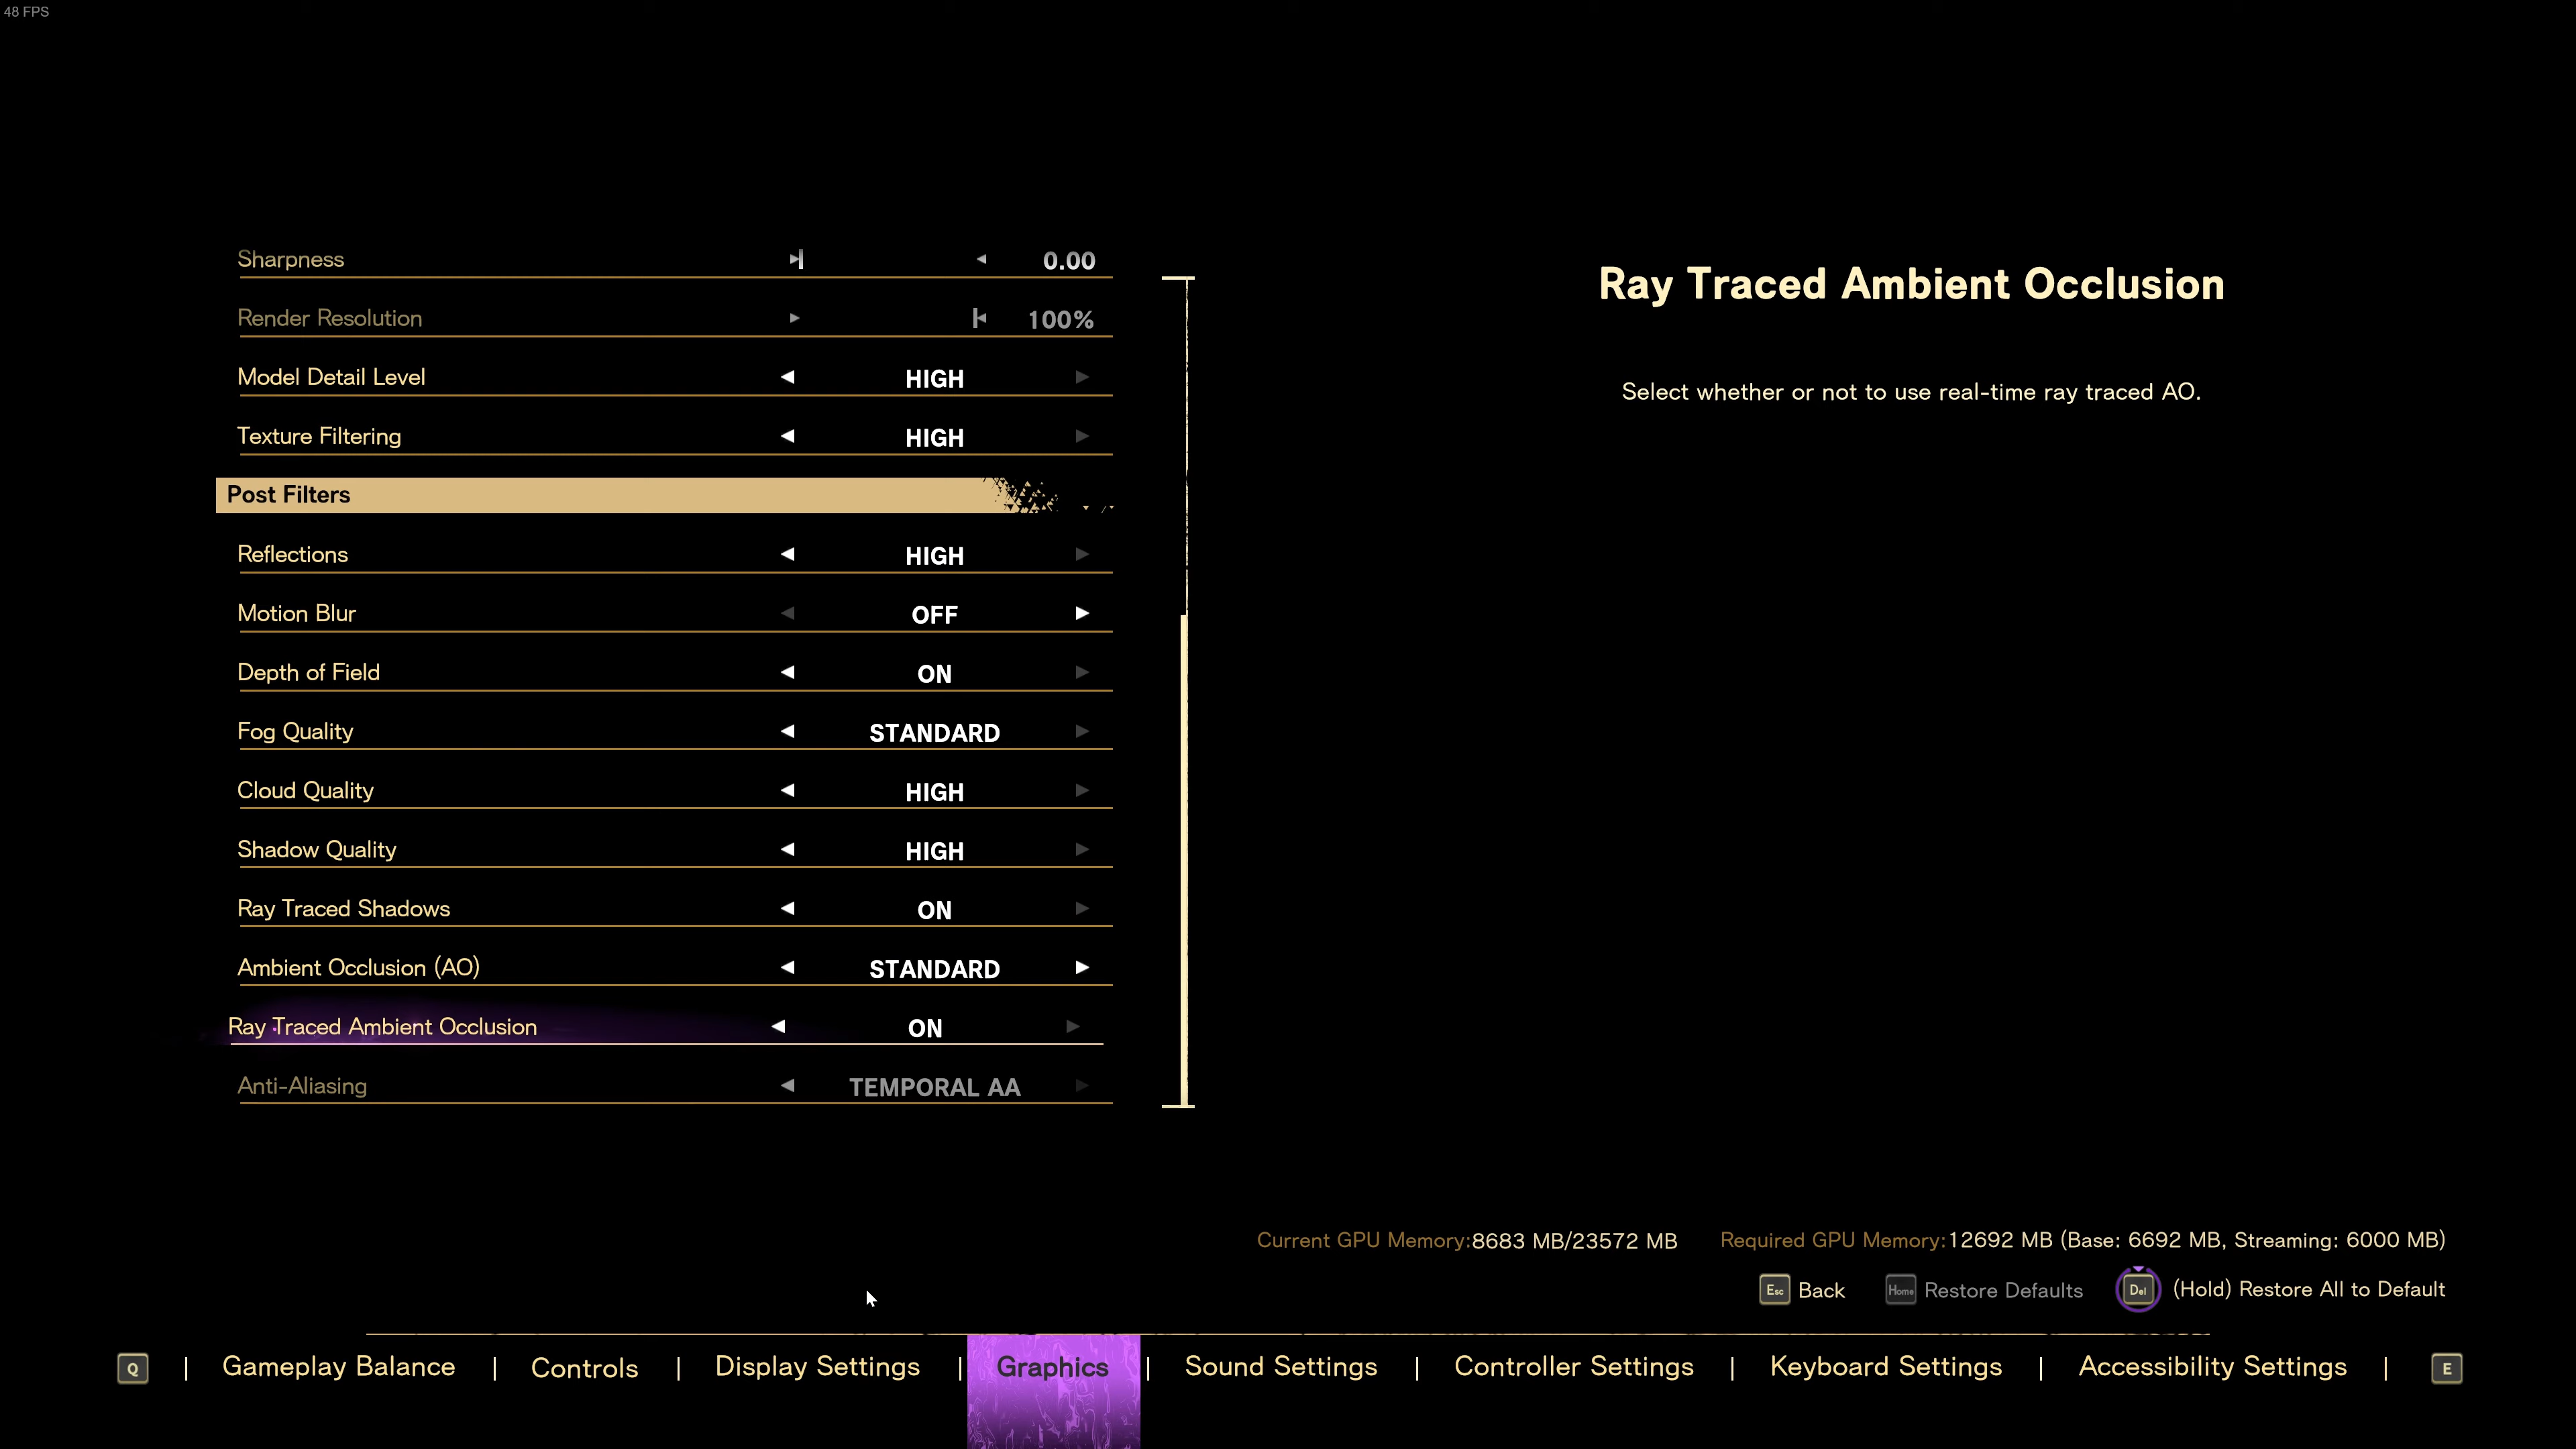 48 FPS
Sharpness 0.00
Render Resolution 100%
Model Detail Level HIGH
Texture Filtering HIGH
Post Filters
Reflections HIGH
Motion Blur OFF
Depth of Field ON
Fog Quality STANDARD
Cloud Quality HIGH
Shadow Quality HIGH
Ray Traced Shadows ON
Ambient Occlusion (AO) STANDARD
Ray Traced Ambient Occlusion ON
Anti-Aliasing TEMPORAL AA
Ray Traced Ambient Occlusion
Select whether or not to use real-time ray traced AO.
Current GPU Memory:8683 MB/23572 MB Required GPU Memory:12692 MB (Base: 6692 MB, Streaming: 6000 MB)
Esc Back Home Restore Defaults Del (Hold) Restore All to Default
Q | Gameplay Balance | Controls | Display Settings | Graphics | Sound Settings | Controller Settings | Keyboard Settings | Accessibility Settings | E